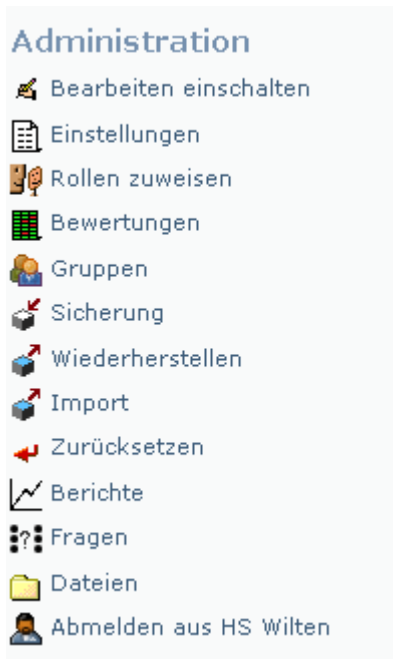 Administration
Bearbeiten einschalten
Einstellungen
Rollen zuweisen
Bewertungen
Gruppen
Sicherung
Wiederherstellen
Import
Zurücksetzen
Berichte
Fragen
Dateien
Abmelden aus HS Wilten